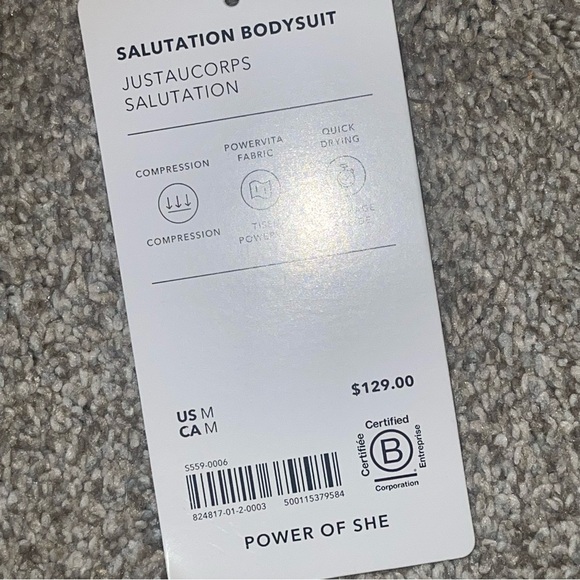 SALUTATION BODYSUIT
JUSTAUCORPS
SALUTATION
COMPRESSION
POWERVITA
FABRIC
QUICK
DRYING
COMPRESSION
US M
CA M
$129.00
S559-0006
824817-01-2-0003 500115379584
Certified
Certifiée
B
Entreprise
Corporation
POWER OF SHE